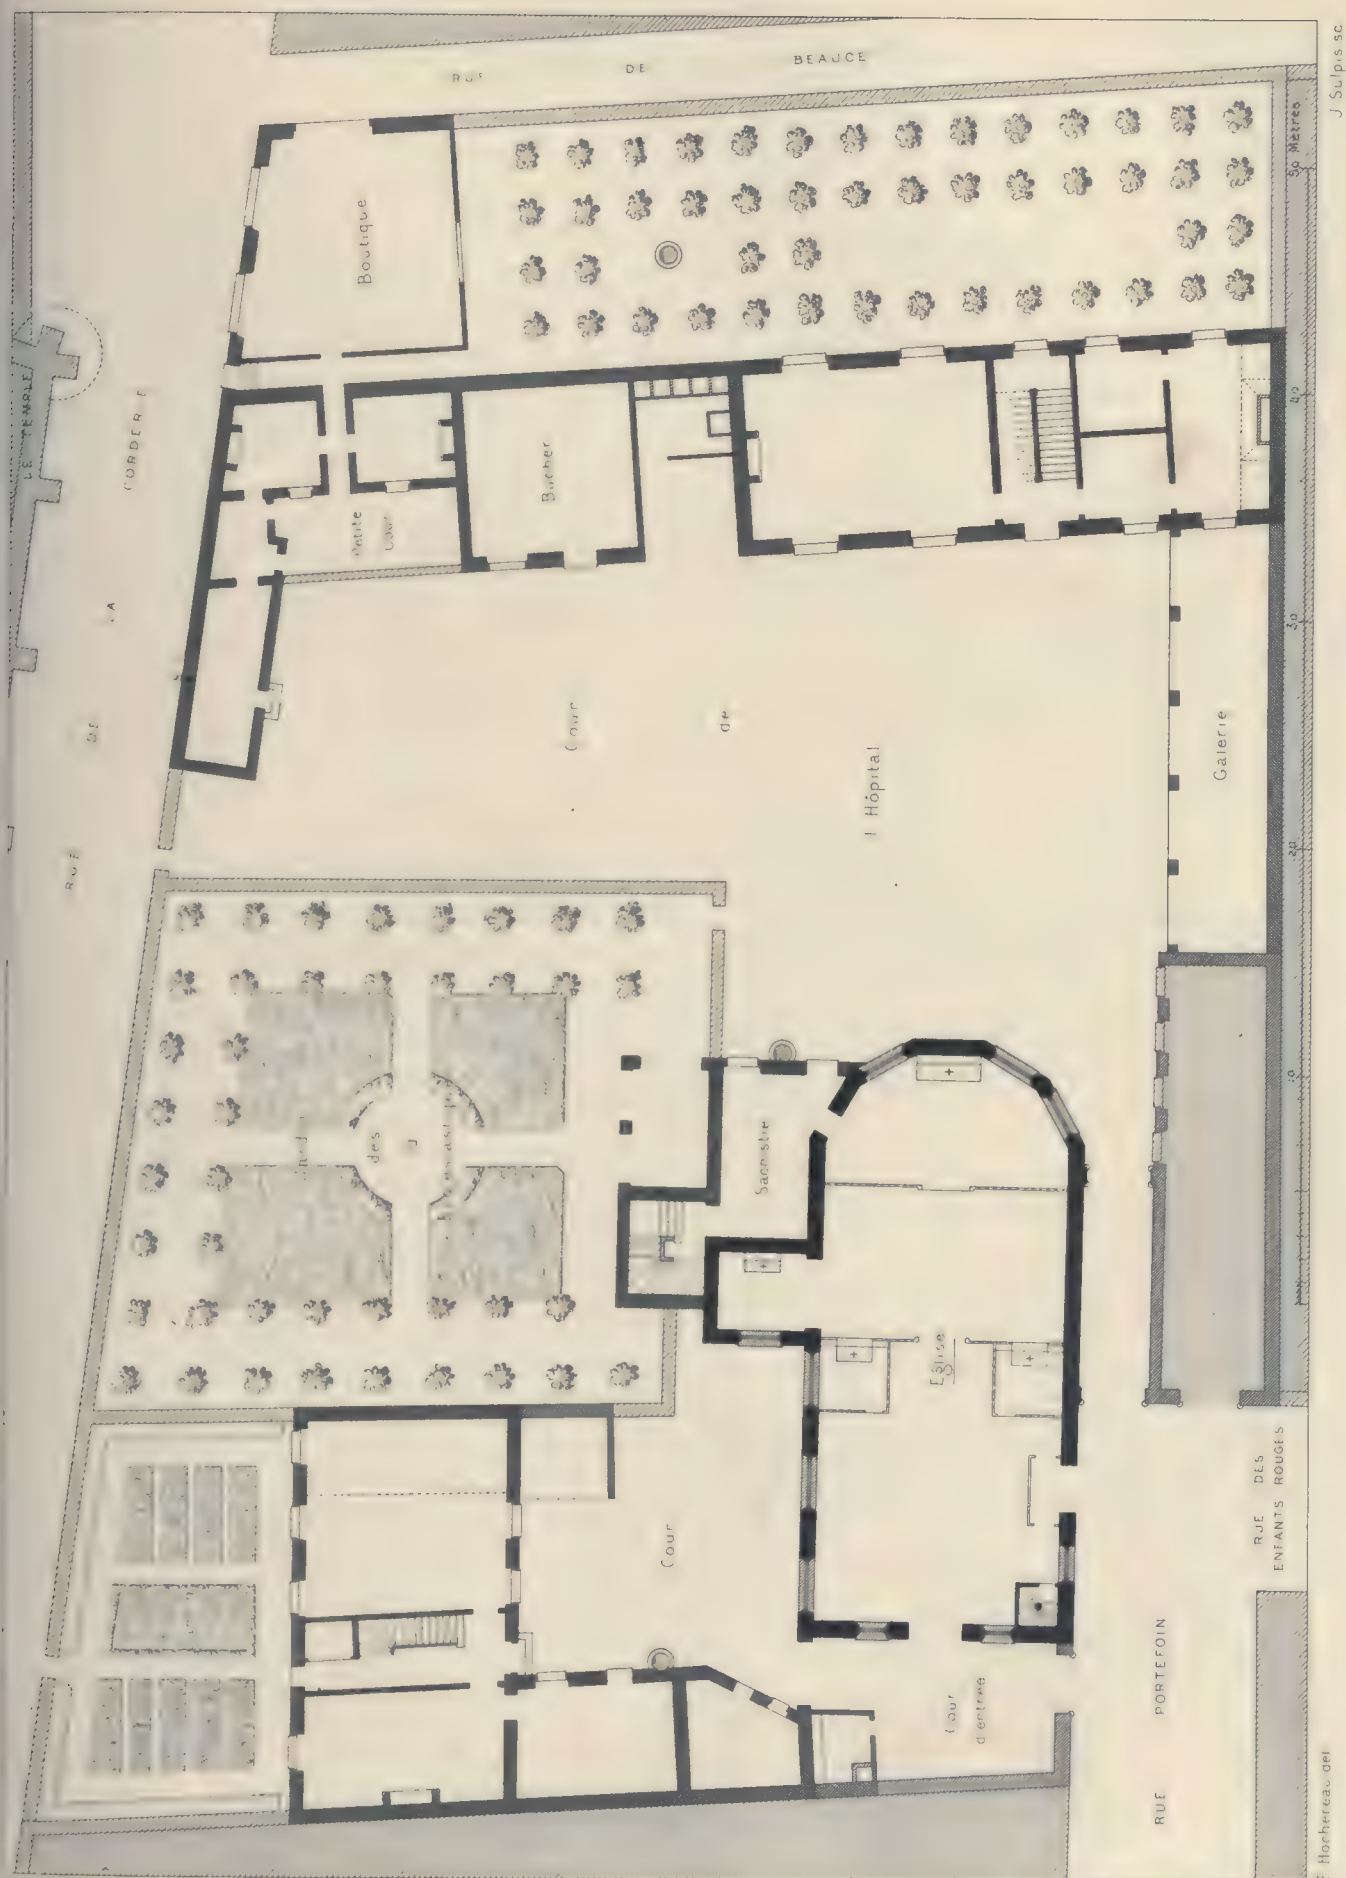 LE TEMPLE
RUE DE BEAUCE
RUE DE LA CORDERIE
Boutique
Petite
Cour
Bucher
Cour
de
l Hôpital
Galerie
des
Sacristie
Eglise
Cour
Cour
d'entrée
RUE DES
ENFANTS ROUGES
RUE PORTEFOIN
10
20
30
40
50 Mètres
J Sulpis sc
Hochereau del